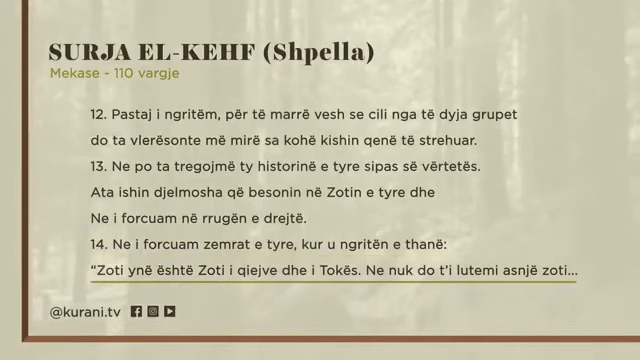 SURJA EL-KEHF (Shpella)
Mekase - 110 vargje
12. Pastaj i ngritëm, për të marrë vesh se cili nga të dyja grupet
do ta vlerësonte më mirë sa kohë kishin qenë të strehuar.
13. Ne po ta tregojmë ty historinë e tyre sipas së vërtetës.
Ata ishin djelmosha që besonin në Zotin e tyre dhe
Ne i forcuam në rrugën e drejtë.
14. Ne i forcuam zemrat e tyre, kur u ngritën e thanë:
“Zoti ynë është Zoti i qiejve dhe i Tokës. Ne nuk do t’i lutemi asnjë zoti...
@kurani.tv